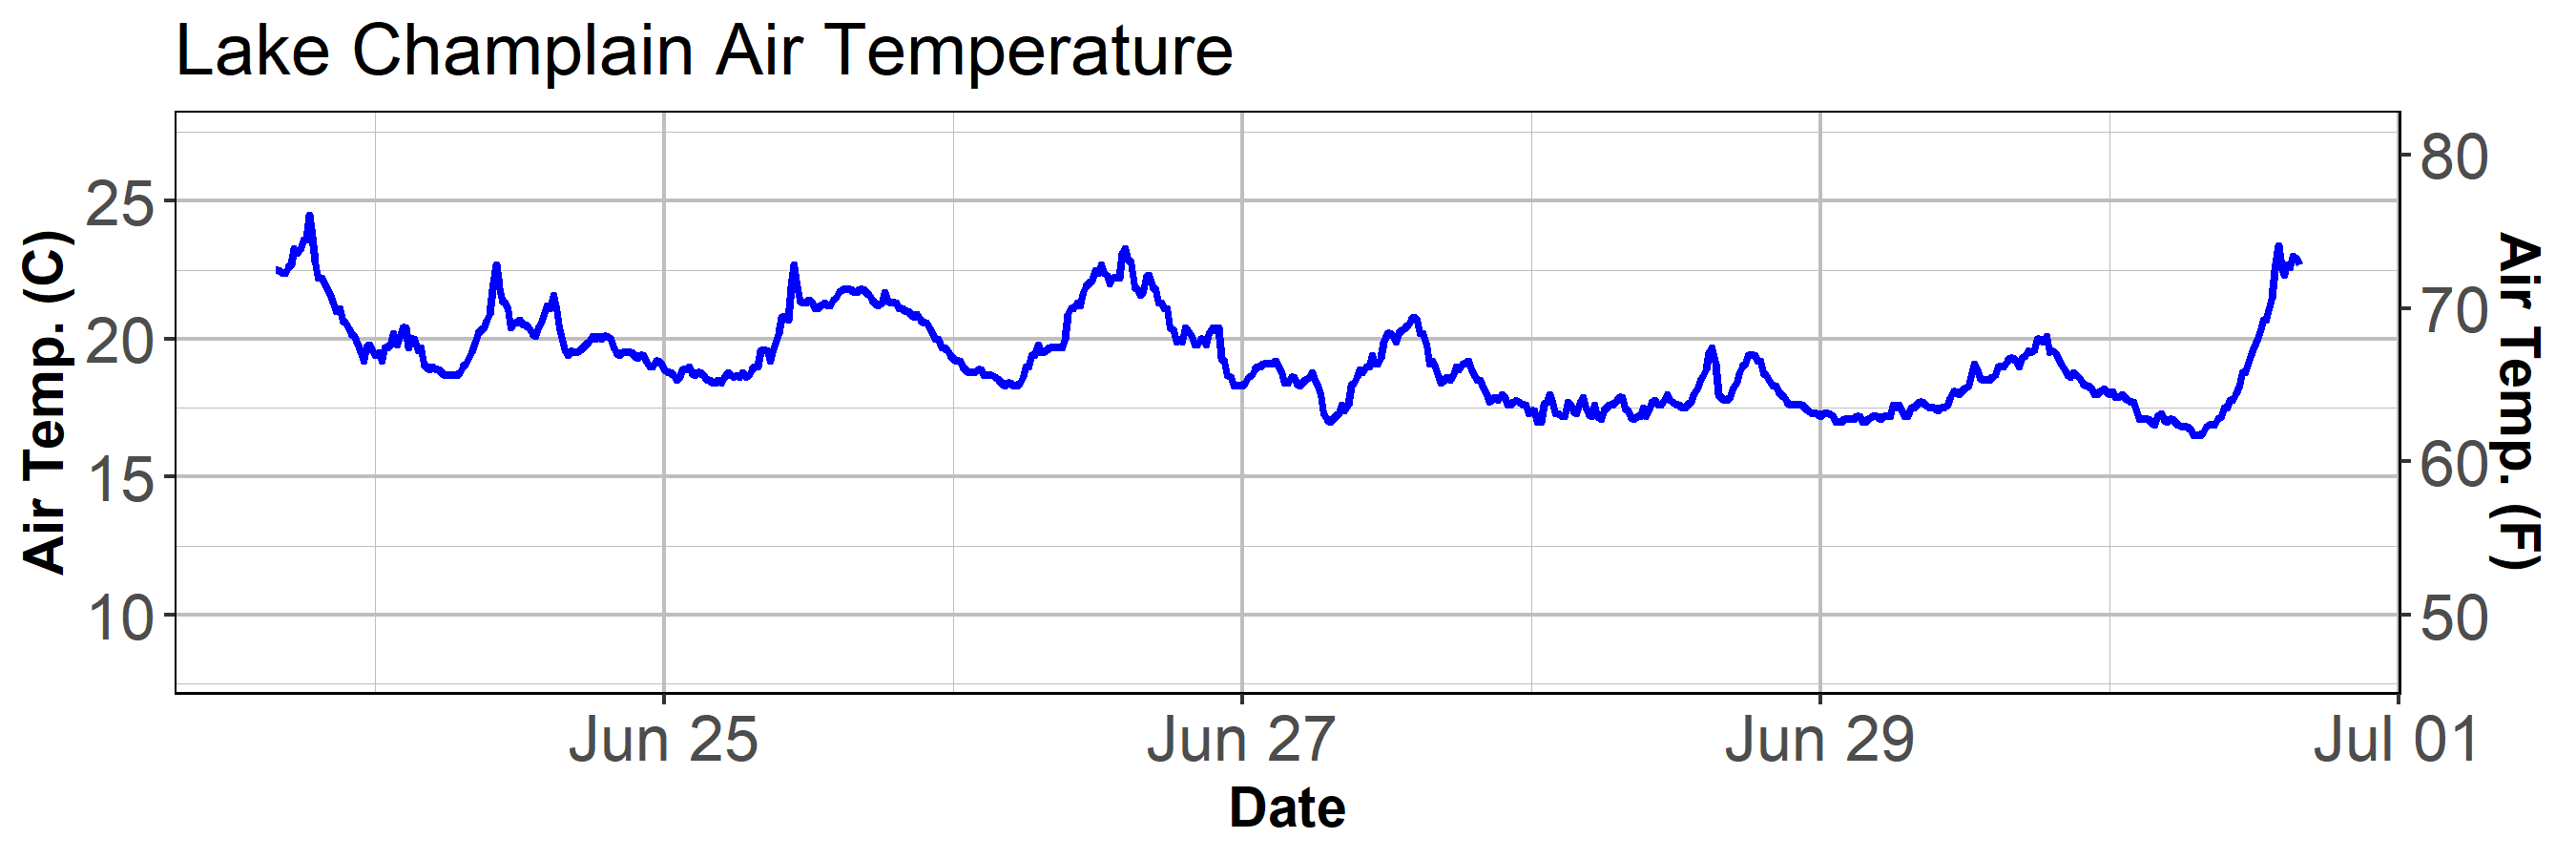 Lake Champlain Air Temperature
Air Temp. (C)
25
20
15
10
80
70
60
50
Air Temp. (F)
Jun 25
Jun 27
Jun 29
Jul 01
Date